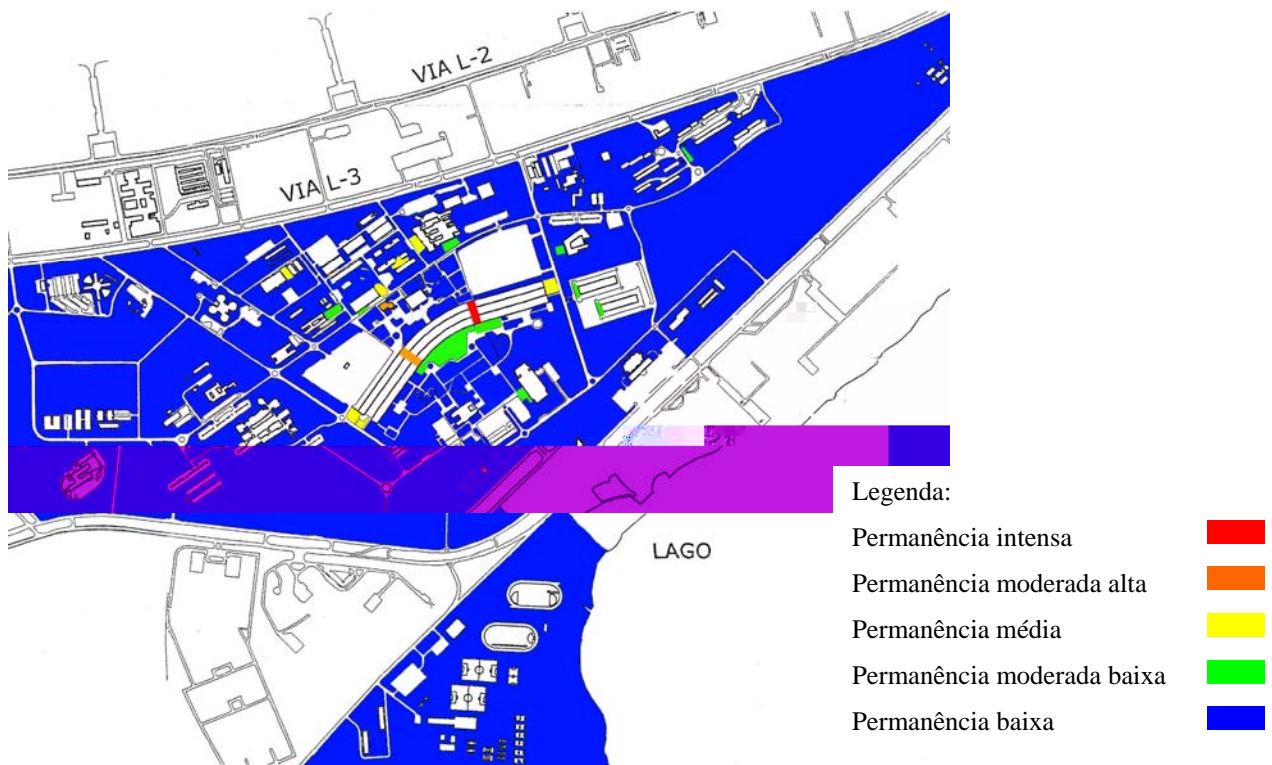 VIA L-2
VIA L-3
LAGO
Legenda:
Permanência intensa
Permanência moderada alta
Permanência média
Permanência moderada baixa
Permanência baixa